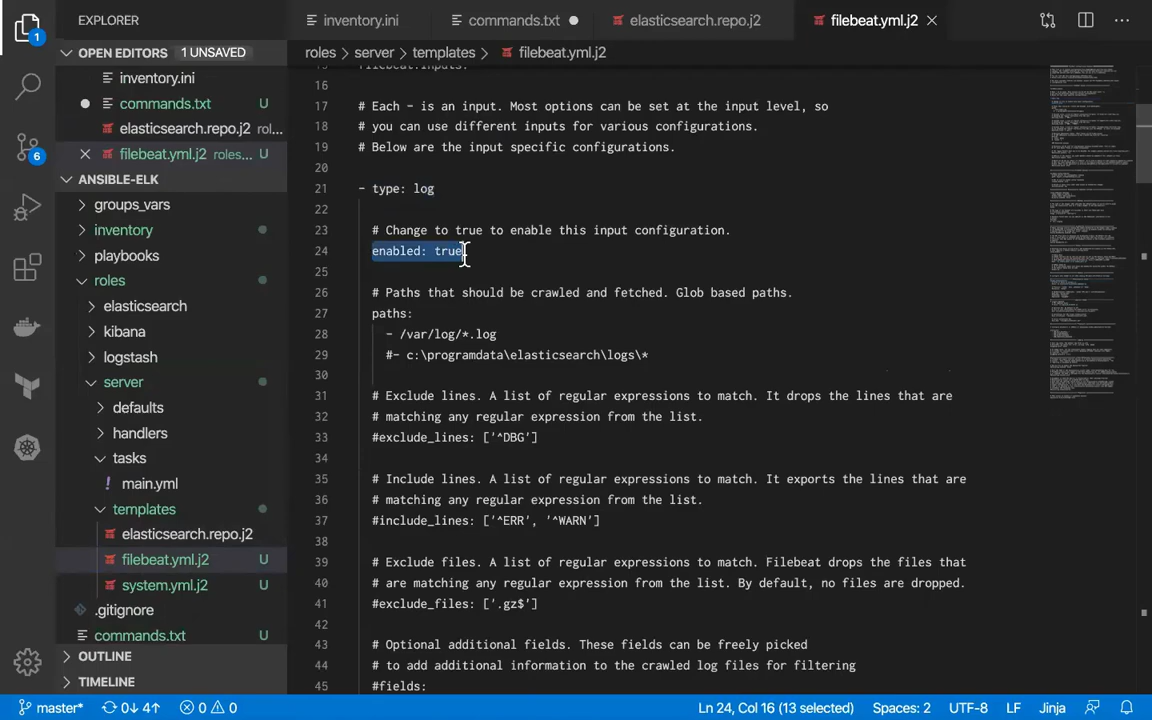 EXPLORER
OPEN EDITORS 1 UNSAVED
inventory.ini
commands.txt U
elasticsearch.repo.j2 roles...
filebeat.yml.j2 roles... U
ANSIBLE-ELK
groups_vars
inventory
playbooks
roles
elasticsearch
kibana
logstash
server
defaults
handlers
tasks
main.yml
templates
elasticsearch.repo.j2
filebeat.yml.j2 U
system.yml.j2 U
.gitignore
commands.txt U
OUTLINE
TIMELINE
1
6
inventory.ini commands.txt elasticsearch.repo.j2 filebeat.yml.j2
roles > server > templates > filebeat.yml.j2
15 filebeat.inputs:
16
17 # Each - is an input. Most options can be set at the input level, so
18 # you can use different inputs for various configurations.
19 # Below are the input specific configurations.
20
21 - type: log
22
23 # Change to true to enable this input configuration.
24 enabled: true
25
26 # Paths that should be crawled and fetched. Glob based paths.
27 paths:
28 - /var/log/*.log
29 #- c:\programdata\elasticsearch\logs\*
30
31 # Exclude lines. A list of regular expressions to match. It drops the lines that are
32 # matching any regular expression from the list.
33 #exclude_lines: ['^DBG']
34
35 # Include lines. A list of regular expressions to match. It exports the lines that are
36 # matching any regular expression from the list.
37 #include_lines: ['^ERR', '^WARN']
38
39 # Exclude files. A list of regular expressions to match. Filebeat drops the files that
40 # are matching any regular expression from the list. By default, no files are dropped.
41 #exclude_files: ['.gz$']
42
43 # Optional additional fields. These fields can be freely picked
44 # to add additional information to the crawled log files for filtering
45 #fields:
master* 0↓ 4↑ 0 0 Ln 24, Col 16 (13 selected) Spaces: 2 UTF-8 LF Jinja